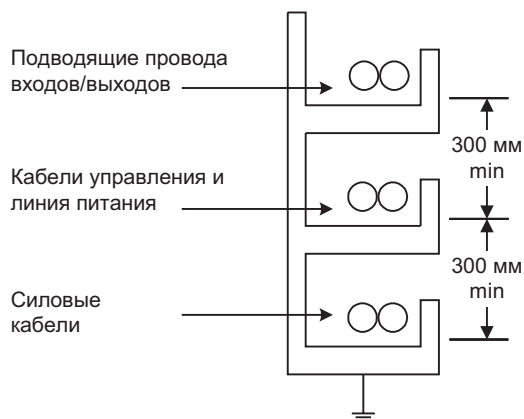 Подводящие провода
входов/выходов
300 мм
min
Кабели управления и
линия питания
300 мм
min
Силовые
кабели